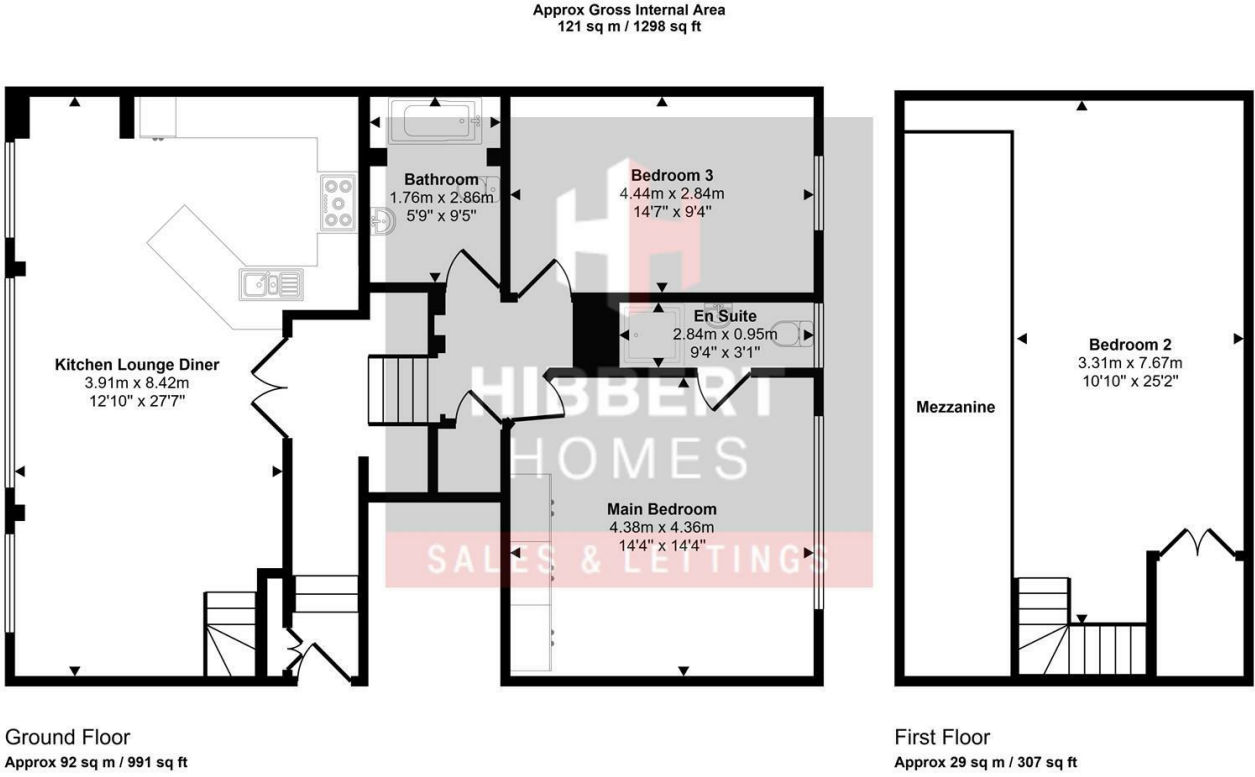 Approx Gross Internal Area
121 sq m / 1298 sq ft
Bathroom
1.76m x 2.86m
5'9" x 9'5"
Bedroom 3
4.44m x 2.84m
14'7" x 9'4"
En Suite
2.84m x 0.95m
9'4" x 3'1"
Kitchen Lounge Diner
3.91m x 8.42m
12'10" x 27'7"
HIBBERT
HOMES
SALES & LETTINGS
Main Bedroom
4.38m x 4.36m
14'4" x 14'4"
Bedroom 2
3.31m x 7.67m
10'10" x 25'2"
Mezzanine
Ground Floor
Approx 92 sq m / 991 sq ft
First Floor
Approx 29 sq m / 307 sq ft